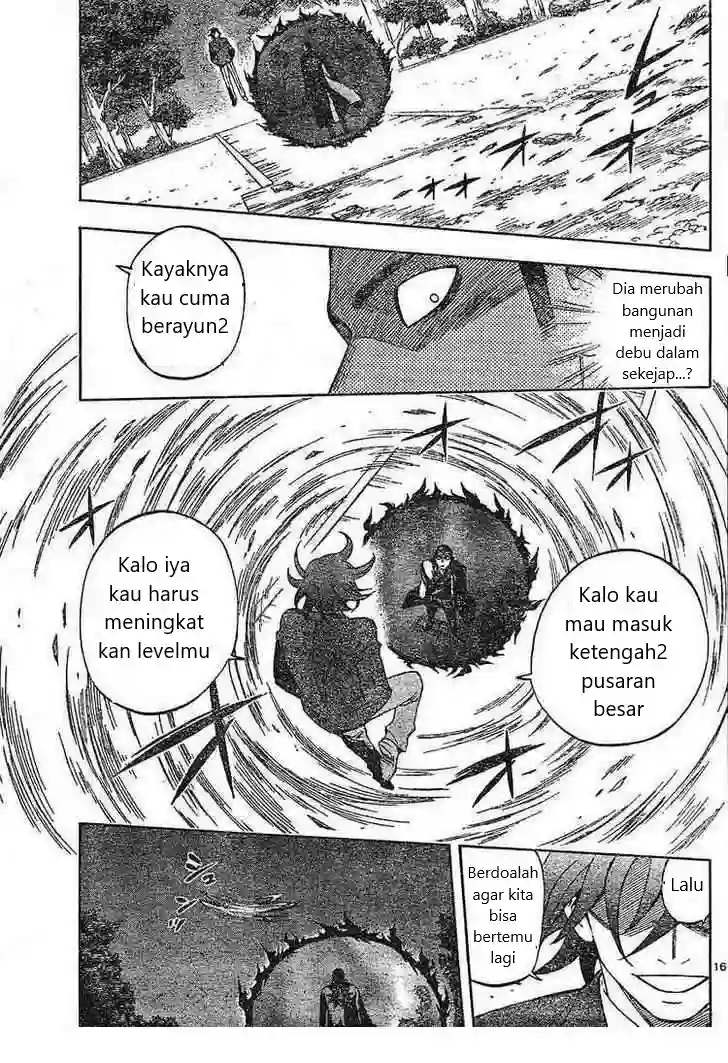 Kayaknya
kau cuma
berayun2
Dia merubah
bangunan
menjadi
debu dalam
sekejap...?
Kalo iya
kau harus
meningkat
kan levelmu
Kalo kau
mau masuk
ketengah2
pusaran
besar
Berdoalah
agar kita
bisa
bertemu
lagi
Lalu
16